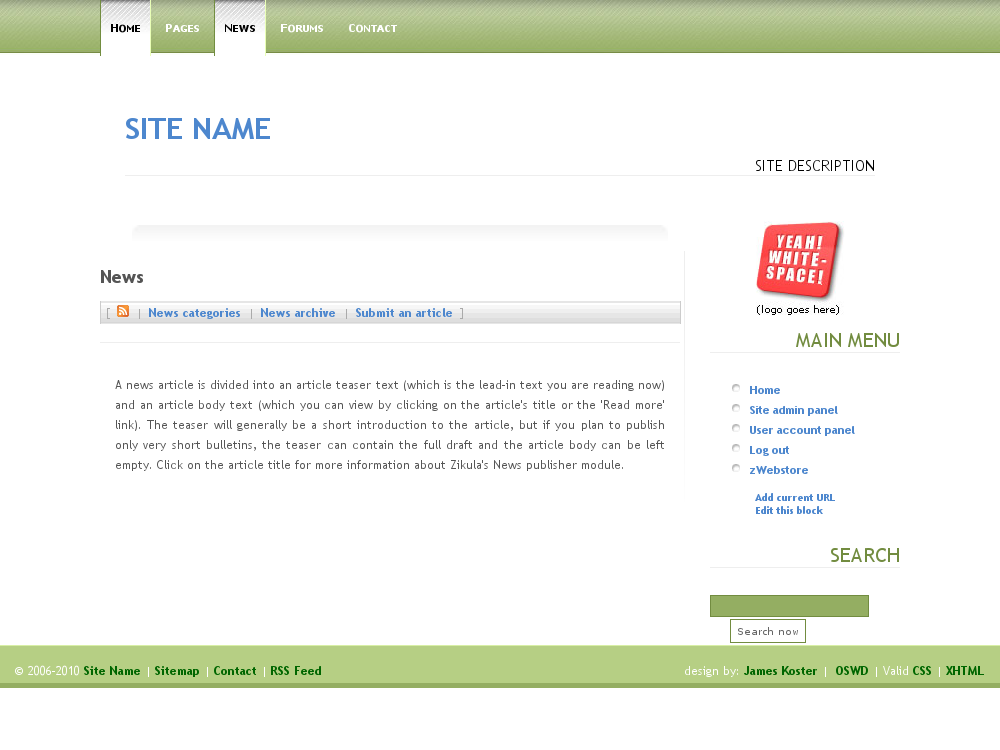 Home Pages News Forums Contact
SITE NAME
SITE DESCRIPTION
YEAH!
WHITE-
SPACE!
(logo goes here)
News
[ | News categories | News archive | Submit an article ]
A news article is divided into an article teaser text (which is the lead-in text you are reading now)
and an article body text (which you can view by clicking on the article's title or the 'Read more'
link). The teaser will generally be a short introduction to the article, but if you plan to publish
only very short bulletins, the teaser can contain the full draft and the article body can be left
empty. Click on the article title for more information about Zikula's News publisher module.
MAIN MENU
Home
Site admin panel
User account panel
Log out
zWebstore
Add current URL
Edit this block
SEARCH
Search now
© 2006-2010 Site Name | Sitemap | Contact | RSS Feed
design by: James Koster | OSWD | Valid CSS | XHTML